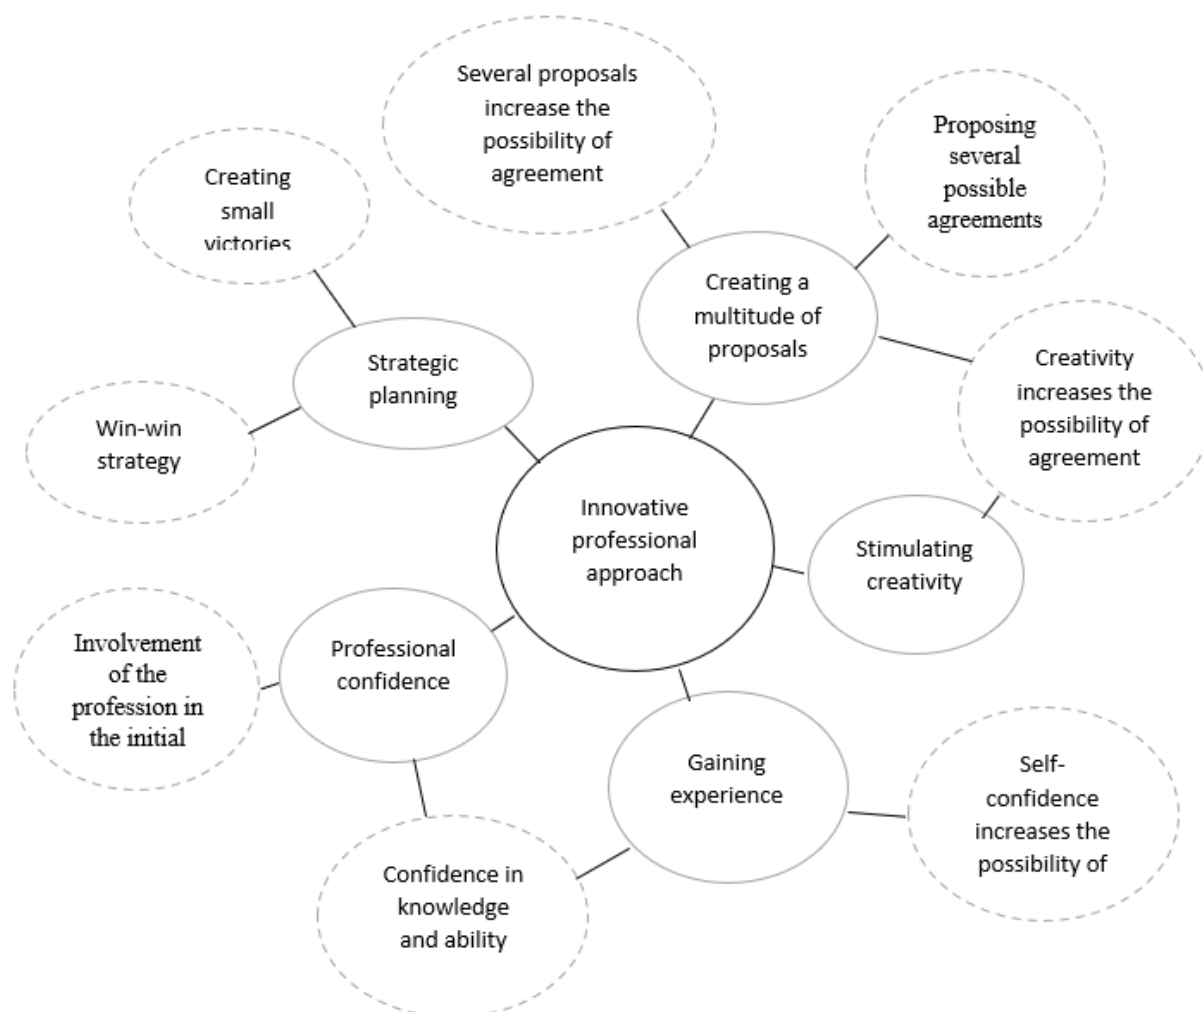 Several proposals
increase the
possibility of
agreement
Proposing
several
possible
agreements
Creating
small
victories
Creating a
multitude of
proposals
Strategic
planning
Creativity
increases the
possibility of
agreement
Win-win
strategy
Innovative
professional
approach
Stimulating
creativity
Involvement
of the
profession in
the initial
Professional
confidence
Gaining
experience
Self-
confidence
increases the
possibility of
Confidence in
knowledge
and ability